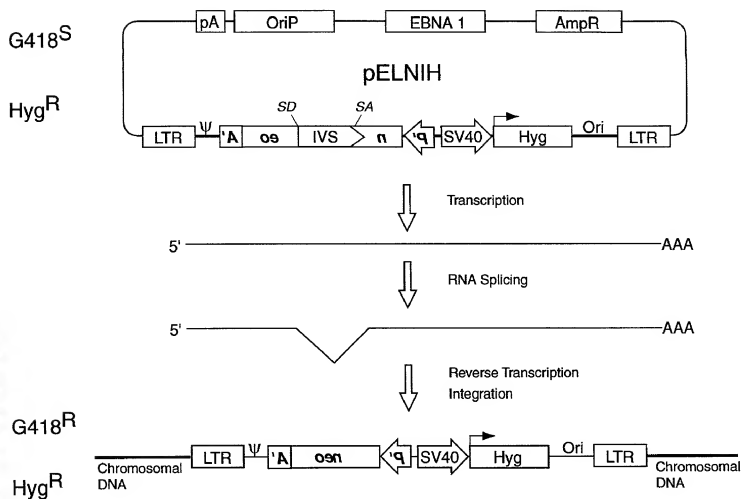 G418S
pA OriP EBNA 1 AmpR
pELNIH
HygR
SD SA
LTR Ψ A' eo IVS n P' SV40 Hyg Ori LTR
Transcription
5' AAA
RNA Splicing
5' AAA
Reverse Transcription
Integration
G418R
LTR Ψ A' neo P' SV40 Hyg Ori LTR
HygR
Chromosomal
DNA
Chromosomal
DNA